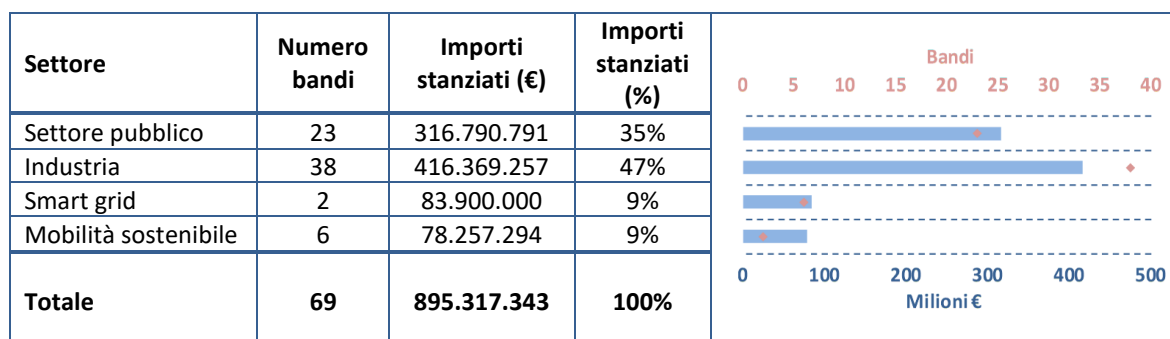 Settore Numero bandi Importi stanziati (€) Importi stanziati (%)
Settore pubblico 23 316.790.791 35%
Industria 38 416.369.257 47%
Smart grid 2 83.900.000 9%
Mobilità sostenibile 6 78.257.294 9%
Totale 69 895.317.343 100%
Bandi
0 5 10 15 20 25 30 35 40
0 100 200 300 400 500
Milioni €